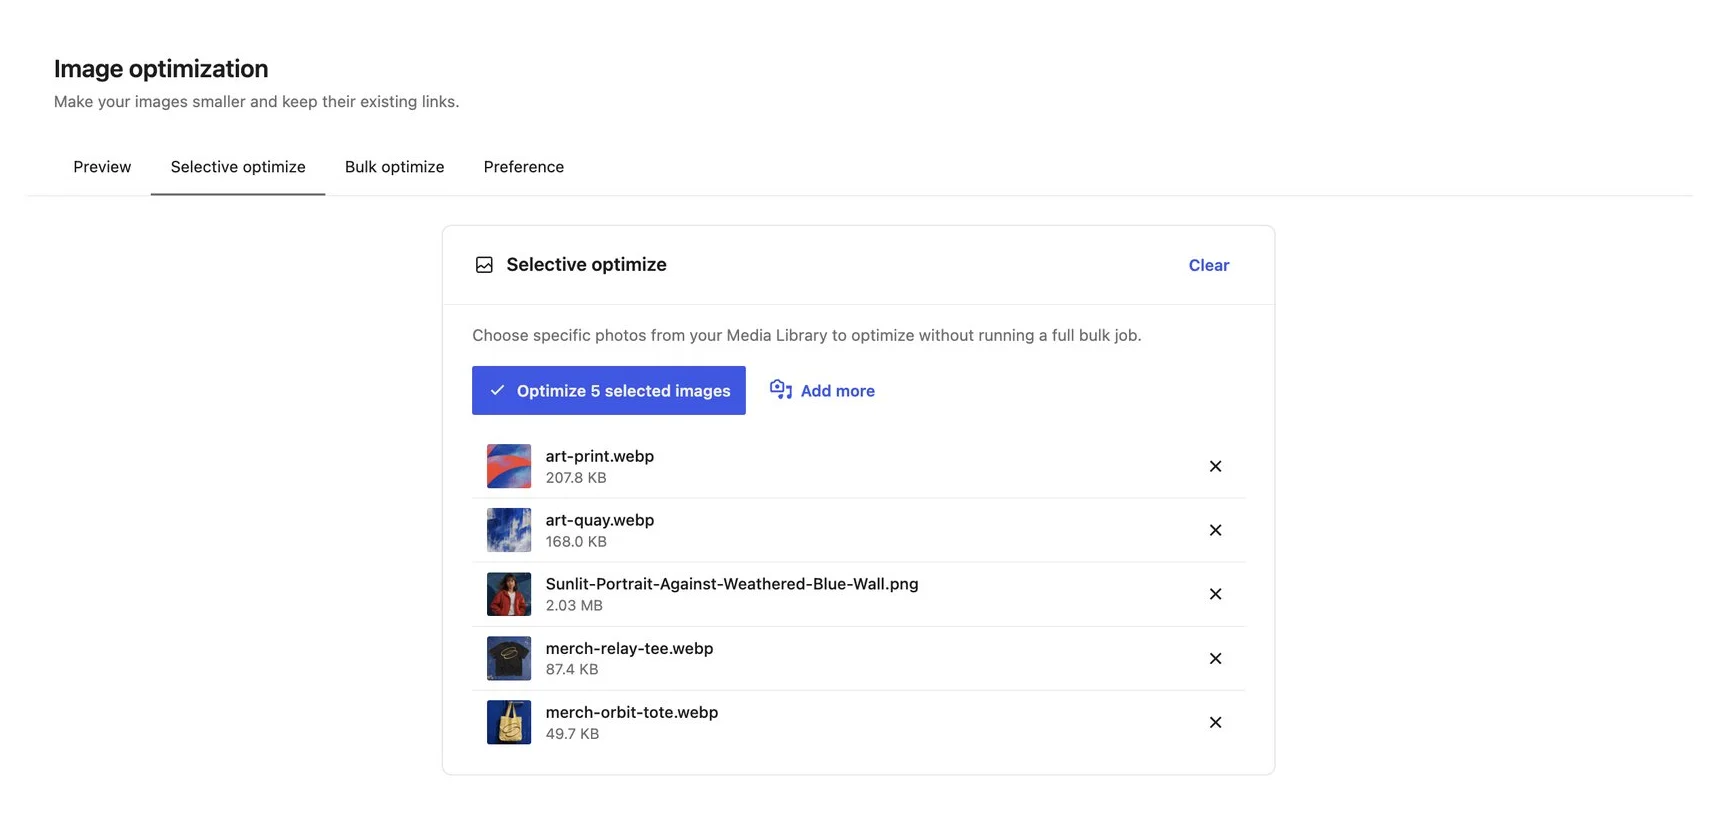 Image optimization
Make your images smaller and keep their existing links.
Preview
Selective optimize
Bulk optimize
Preference
Selective optimize
Clear
Choose specific photos from your Media Library to optimize without running a full bulk job.
Optimize 5 selected images
Add more
art-print.webp
207.8 KB
art-quay.webp
168.0 KB
Sunlit-Portrait-Against-Weathered-Blue-Wall.png
2.03 MB
merch-relay-tee.webp
87.4 KB
merch-orbit-tote.webp
49.7 KB